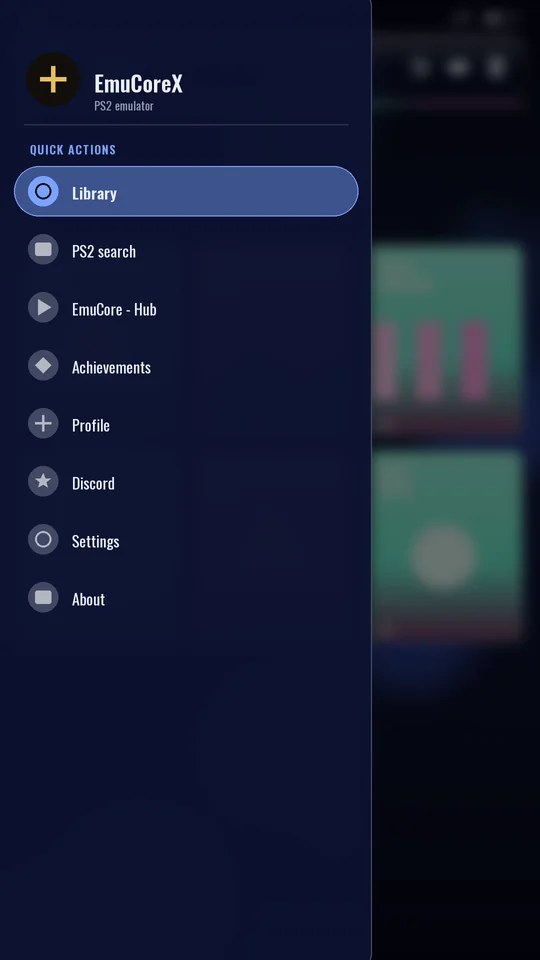 EmuCoreX
PS2 emulator
QUICK ACTIONS
Library
PS2 search
EmuCore - Hub
Achievements
Profile
Discord
Settings
About